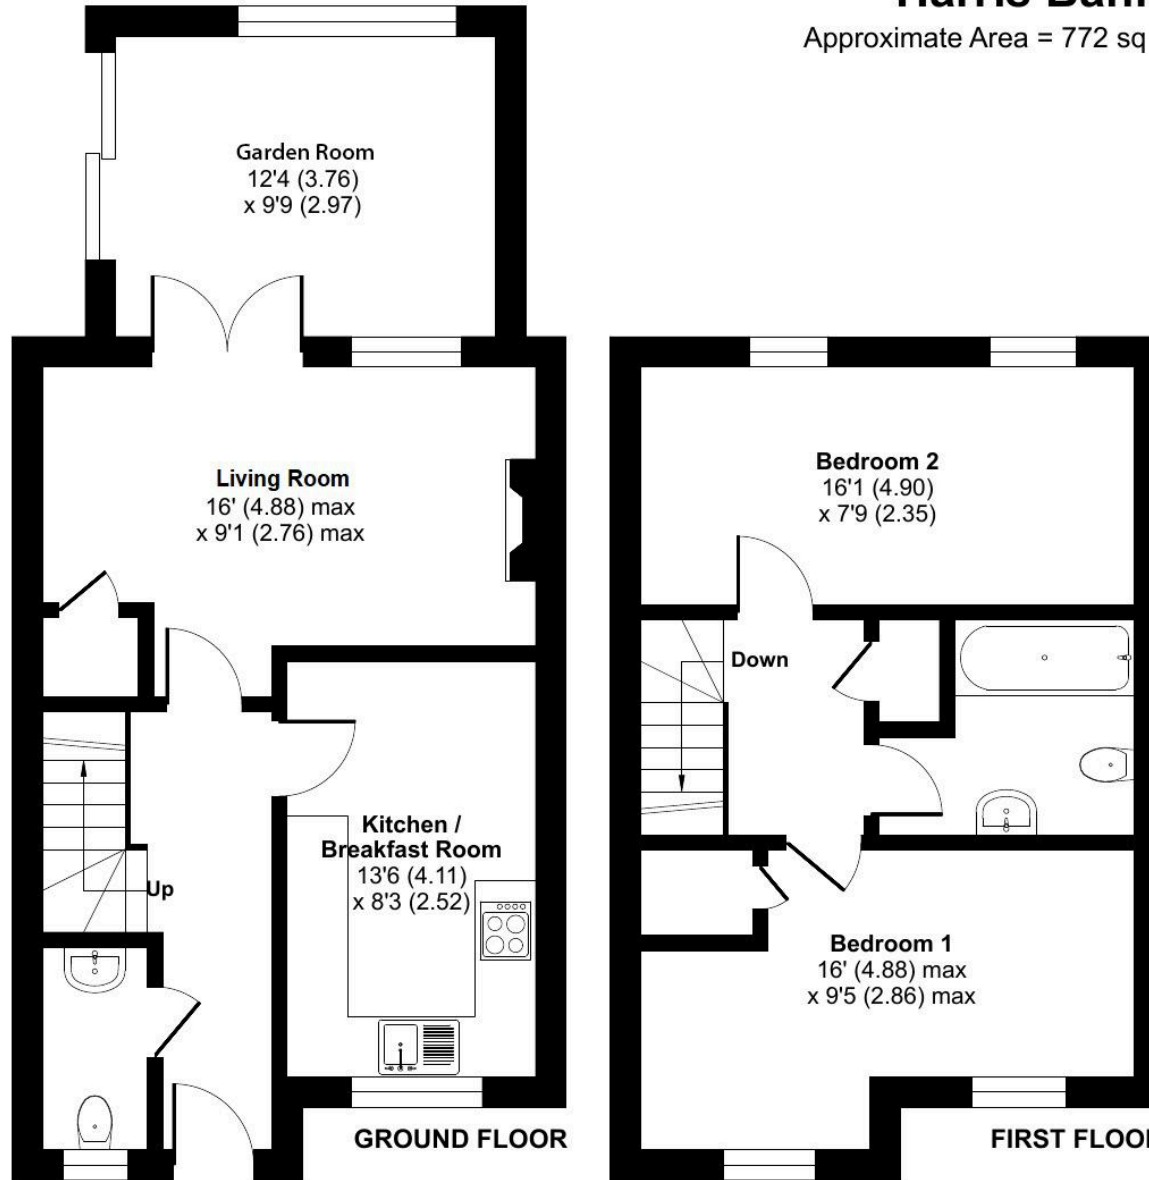 Approximate Area = 772 sq
Garden Room
12'4 (3.76)
x 9'9 (2.97)
Living Room
16' (4.88) max
x 9'1 (2.76) max
Bedroom 2
16'1 (4.90)
x 7'9 (2.35)
Down
Kitchen /
Breakfast Room
13'6 (4.11)
x 8'3 (2.52)
Up
Bedroom 1
16' (4.88) max
x 9'5 (2.86) max
GROUND FLOOR
FIRST FLOOR